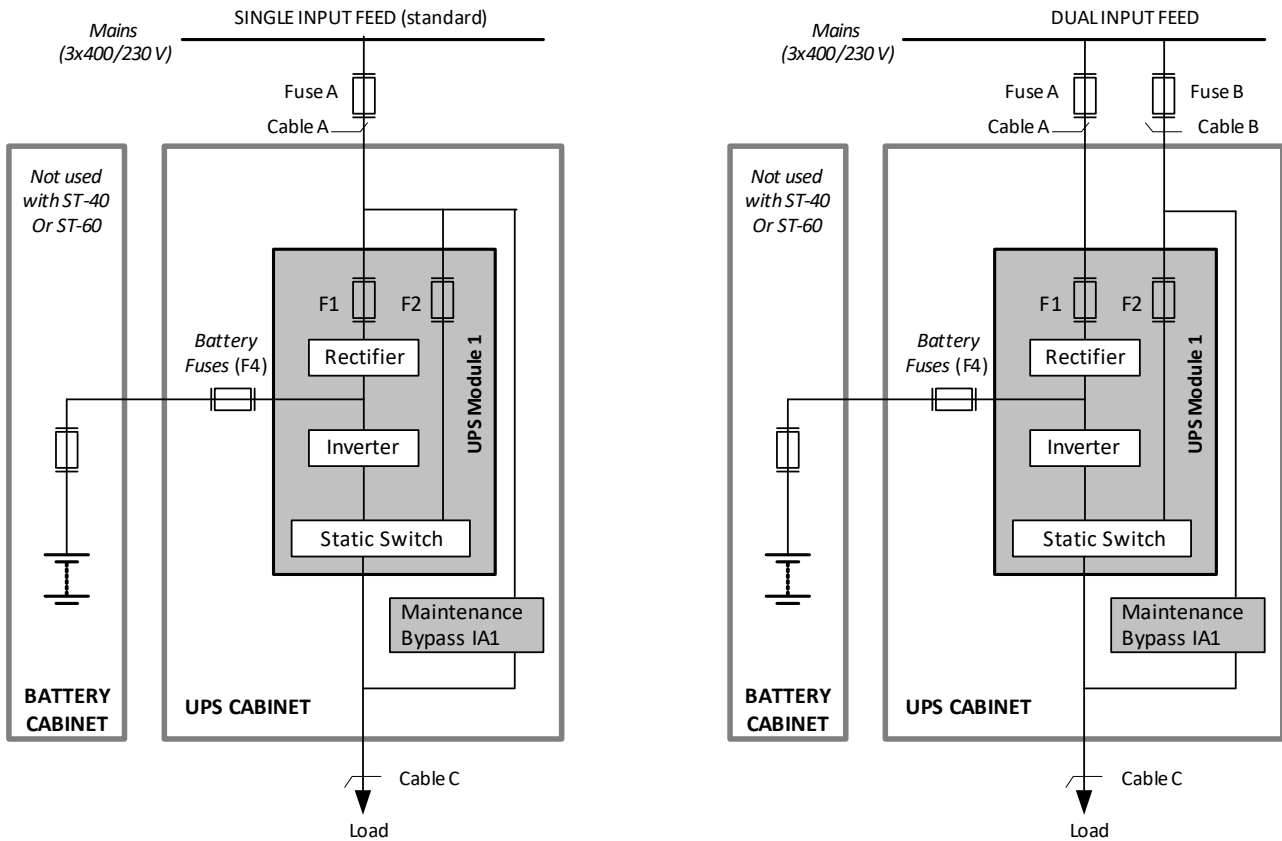 SINGLE INPUT FEED (standard)
Mains
(3x400/230 V)
Fuse A
Cable A
Not used
with ST-40
Or ST-60
F1
F2
Battery
Fuses (F4)
Rectifier
UPS Module 1
Inverter
Static Switch
Maintenance
Bypass IA1
BATTERY
CABINET
UPS CABINET
Cable C
Load
DUAL INPUT FEED
Mains
(3x400/230 V)
Fuse A
Fuse B
Cable A
Cable B
Not used
with ST-40
Or ST-60
F1
F2
Battery
Fuses (F4)
Rectifier
UPS Module 1
Inverter
Static Switch
Maintenance
Bypass IA1
BATTERY
CABINET
UPS CABINET
Cable C
Load